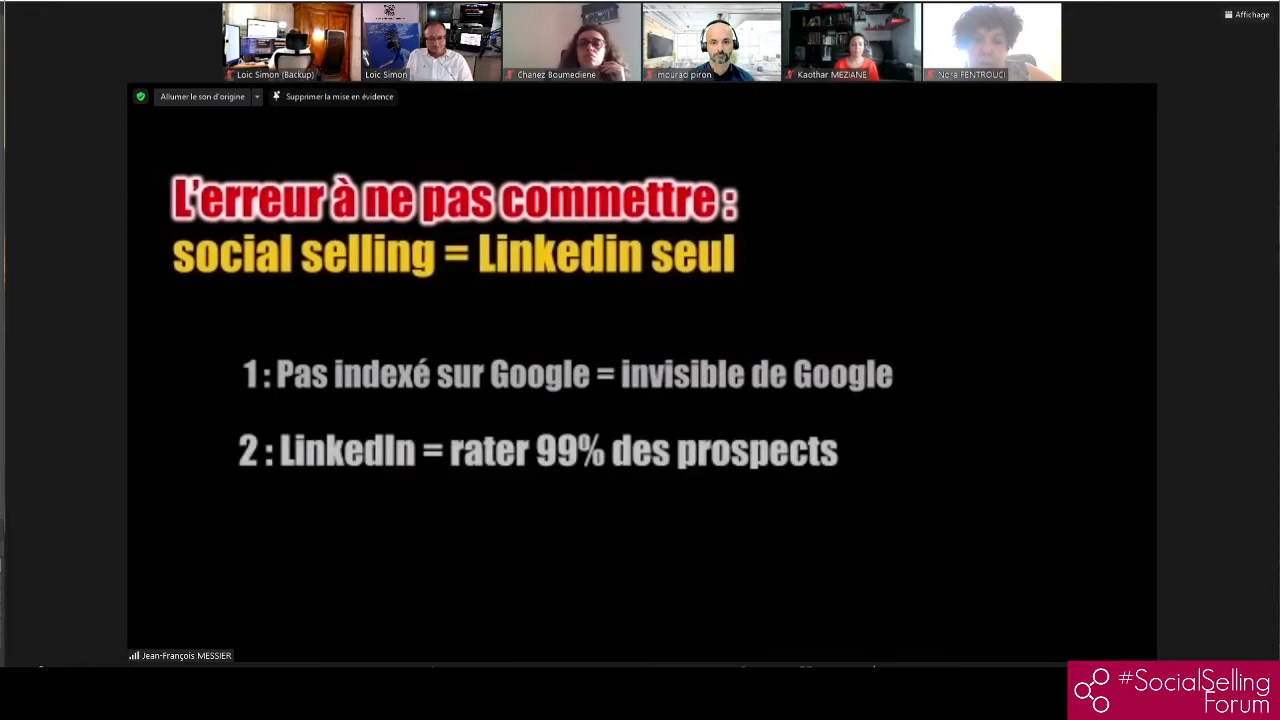 Affichage
Loic Simon (Backup)
Loic Simon
Chanez Boumediene
mourad piron
Kaothar MEZIANE
Nora FENTROUCI
Allumer le son d'origine
Supprimer la mise en évidence
L'erreur à ne pas commettre :
social selling = Linkedin seul
1 : Pas indexé sur Google = invisible de Google
2 : LinkedIn = rater 99% des prospects
Jean-François MESSIER
#SocialSelling
Forum